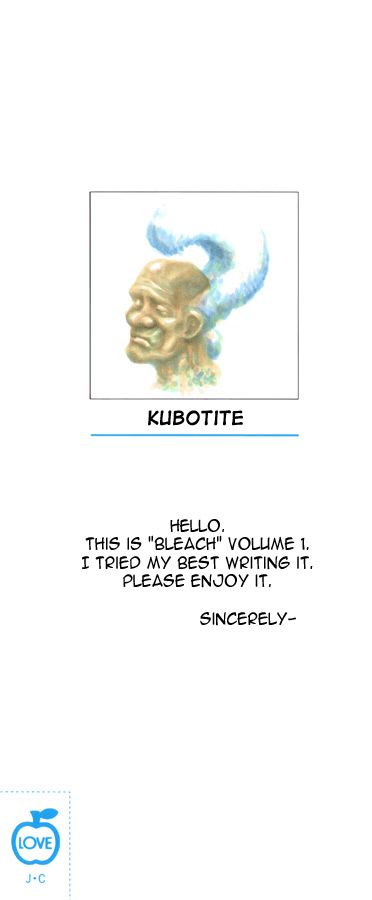 KUBOTITE
HELLO.
THIS IS "BLEACH" VOLUME 1.
I TRIED MY BEST WRITING IT.
PLEASE ENJOY IT.
SINCERELY-
LOVE
J·C